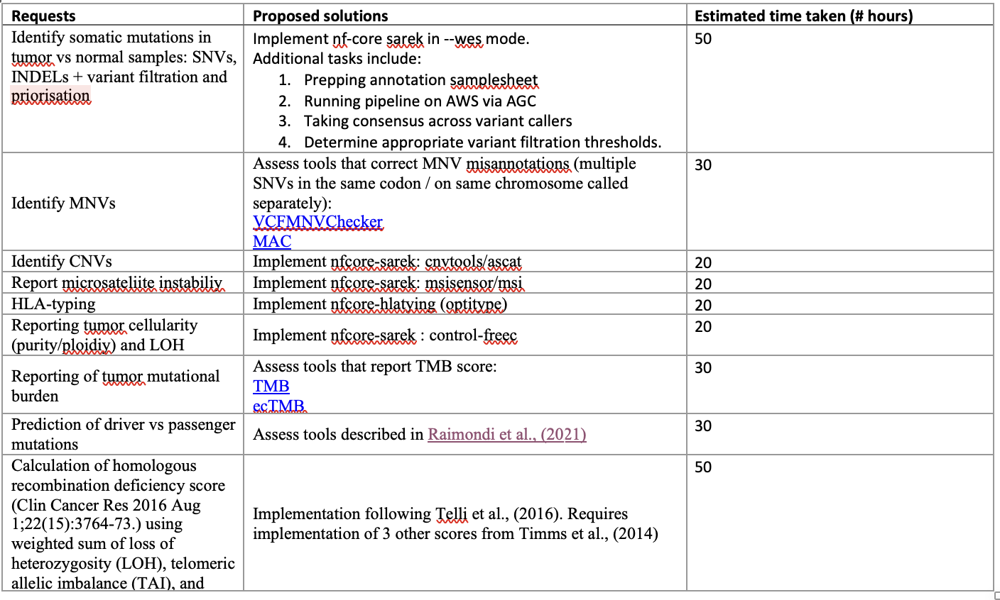 Requests
Proposed solutions
Estimated time taken (# hours)
Identify somatic mutations in
tumor vs normal samples: SNVs,
INDELs + variant filtration and
priorisation
Implement nf-core sarek in --wes mode.
Additional tasks include:
1. Prepping annotation samplesheet
2. Running pipeline on AWS via AGC
3. Taking consensus across variant callers
4. Determine appropriate variant filtration thresholds.
50
Identify MNVs
Assess tools that correct MNV misannotations (multiple
SNVs in the same codon / on same chromosome called
separately):
VCFMNVChecker
MAC
30
Identify CNVs
Implement nfcore-sarek: cnvtools/ascat
20
Report microsateliite instabiliy
Implement nfcore-sarek: msisensor/msi
20
HLA-typing
Implement nfcore-hlatying (optitype)
20
Reporting tumor cellularity
(purity/ploidiy) and LOH
Implement nfcore-sarek : control-freec
20
Reporting of tumor mutational
burden
Assess tools that report TMB score:
TMB
ecTMB
30
Prediction of driver vs passenger
mutations
Assess tools described in Raimondi et al., (2021)
30
Calculation of homologous
recombination deficiency score
(Clin Cancer Res 2016 Aug
1;22(15):3764-73.) using
weighted sum of loss of
heterozygosity (LOH), telomeric
allelic imbalance (TAI), and
Implementation following Telli et al., (2016). Requires
implementation of 3 other scores from Timms et al., (2014)
50